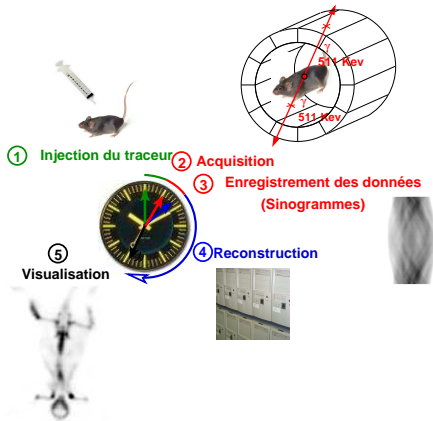 γ
511 Kev
γ
511 Kev
1 Injection du traceur
2 Acquisition
3 Enregistrement des données
(Sinogrammes)
4 Reconstruction
5
Visualisation